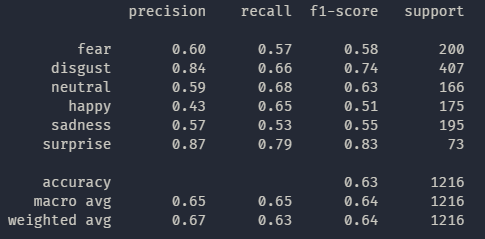 precision recall f1-score support
fear 0.60 0.57 0.58 200
disgust 0.84 0.66 0.74 407
neutral 0.59 0.68 0.63 166
happy 0.43 0.65 0.51 175
sadness 0.57 0.53 0.55 195
surprise 0.87 0.79 0.83 73
accuracy 0.63 1216
macro avg 0.65 0.65 0.64 1216
weighted avg 0.67 0.63 0.64 1216